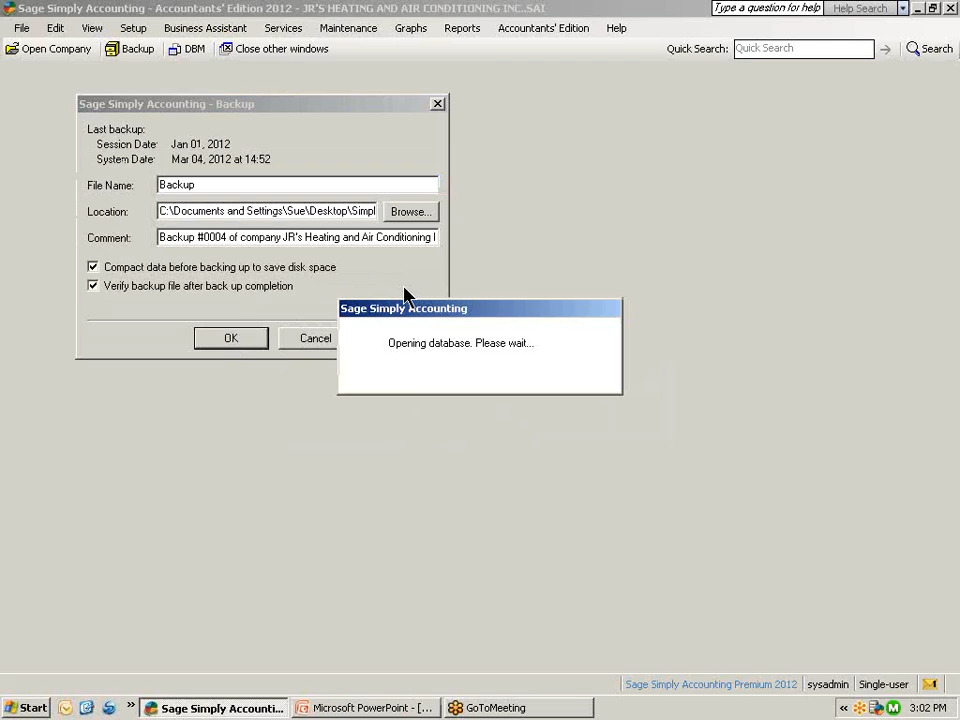 Sage Simply Accounting - Accountants' Edition 2012 - JR'S HEATING AND AIR CONDITIONING INC..SAI
Type a question for help
Help Search
File Edit View Setup Business Assistant Services Maintenance Graphs Reports Accountants' Edition Help
Open Company Backup DBM Close other windows
Quick Search: Quick Search Search
Sage Simply Accounting - Backup
Last backup:
Session Date: Jan 01, 2012
System Date: Mar 04, 2012 at 14:52
File Name: Backup
Location: C:\Documents and Settings\Sue\Desktop\Simpl Browse...
Comment: Backup #0004 of company JR's Heating and Air Conditioning I
Compact data before backing up to save disk space
Verify backup file after back up completion
OK Cancel
Sage Simply Accounting
Opening database. Please wait...
Sage Simply Accounting Premium 2012 sysadmin Single-user
Start » Sage Simply Accounti... Microsoft PowerPoint - [... GoToMeeting « M 3:02 PM